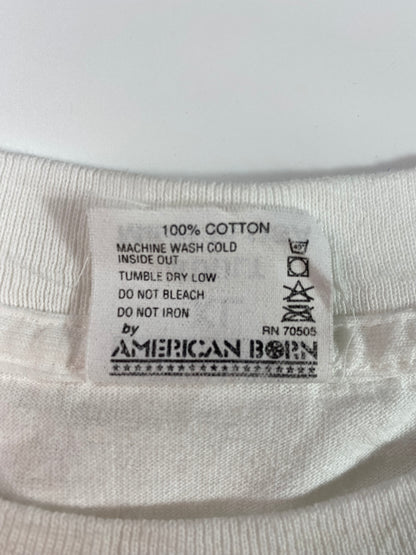 100% COTTON
MACHINE WASH COLD
INSIDE OUT
TUMBLE DRY LOW
DO NOT BLEACH
DO NOT IRON
by RN 70505
AMERICAN BORN